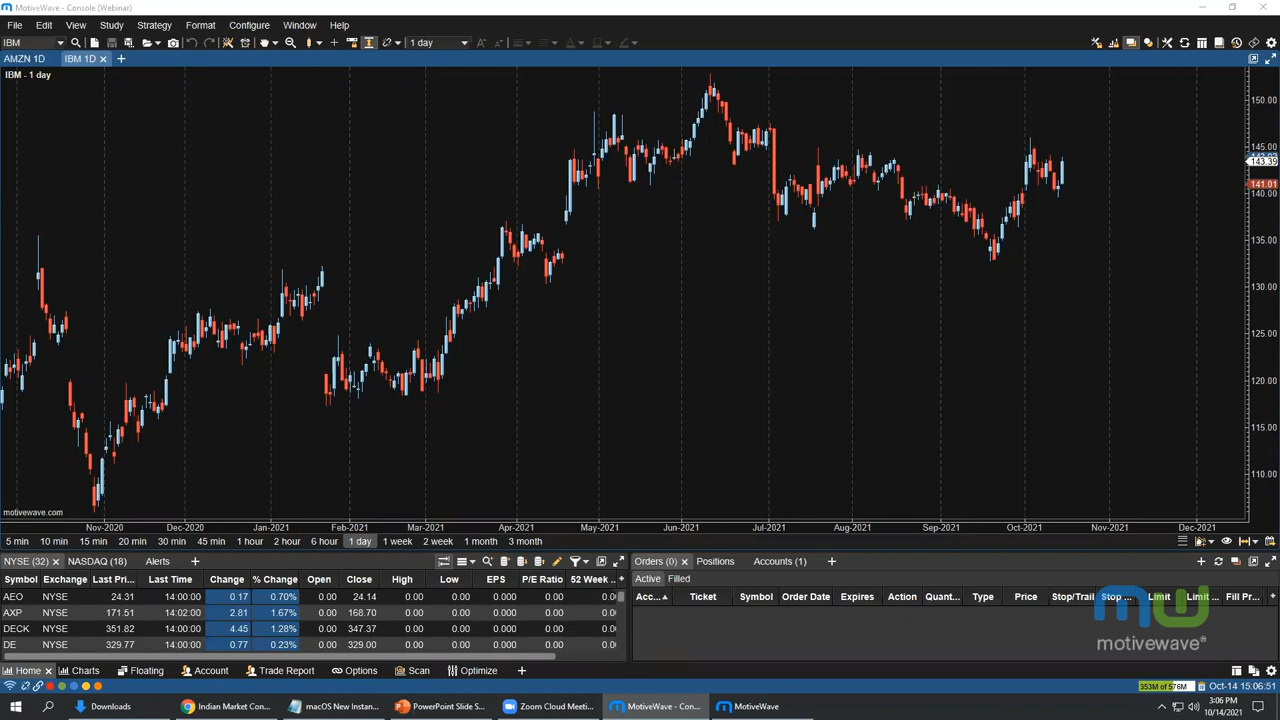 MotiveWave - Console (Webinar)
File Edit View Study Strategy Format Configure Window Help
IBM 1 day
AMZN 1D IBM 1D
IBM - 1 day
150.00
145.00
143.39
141.01
140.00
135.00
130.00
125.00
120.00
115.00
110.00
motivewave.com
Nov-2020 Dec-2020 Jan-2021 Feb-2021 Mar-2021 Apr-2021 May-2021 Jun-2021 Jul-2021 Aug-2021 Sep-2021 Oct-2021 Nov-2021 Dec-2021
5 min 10 min 15 min 20 min 30 min 45 min 1 hour 2 hour 6 hour 1 day 1 week 2 week 1 month 3 month
NYSE (32) NASDAQ (18) Alerts
Symbol Exchange Last Pri... Last Time Change % Change Open Close High Low EPS P/E Ratio 52 Week ...
AEO NYSE 24.31 14:00:00 0.17 0.70% 0.00 24.14 0.00 0.00 0.000 0.00 0.00
AXP NYSE 171.51 14:02:00 2.81 1.67% 0.00 168.70 0.00 0.00 0.000 0.00 0.00
DECK NYSE 351.82 14:00:00 4.45 1.28% 0.00 347.37 0.00 0.00 0.000 0.00 0.00
DE NYSE 329.77 14:00:00 0.77 0.23% 0.00 329.00 0.00 0.00 0.000 0.00 0.00
Orders (0) Positions Accounts (1)
Active Filled
Acc... Ticket Symbol Order Date Expires Action Quant... Type Price Stop/Trail Stop ... Limit Limit ... Fill Pr...
mw
motivewave®
Home Charts Floating Account Trade Report Options Scan Optimize
353M of 576M Oct-14 15:06:51
Downloads Indian Market Con... macOS New Instan... PowerPoint Slide S... Zoom Cloud Meeti... MotiveWave - Con... MotiveWave
3:06 PM
10/14/2021